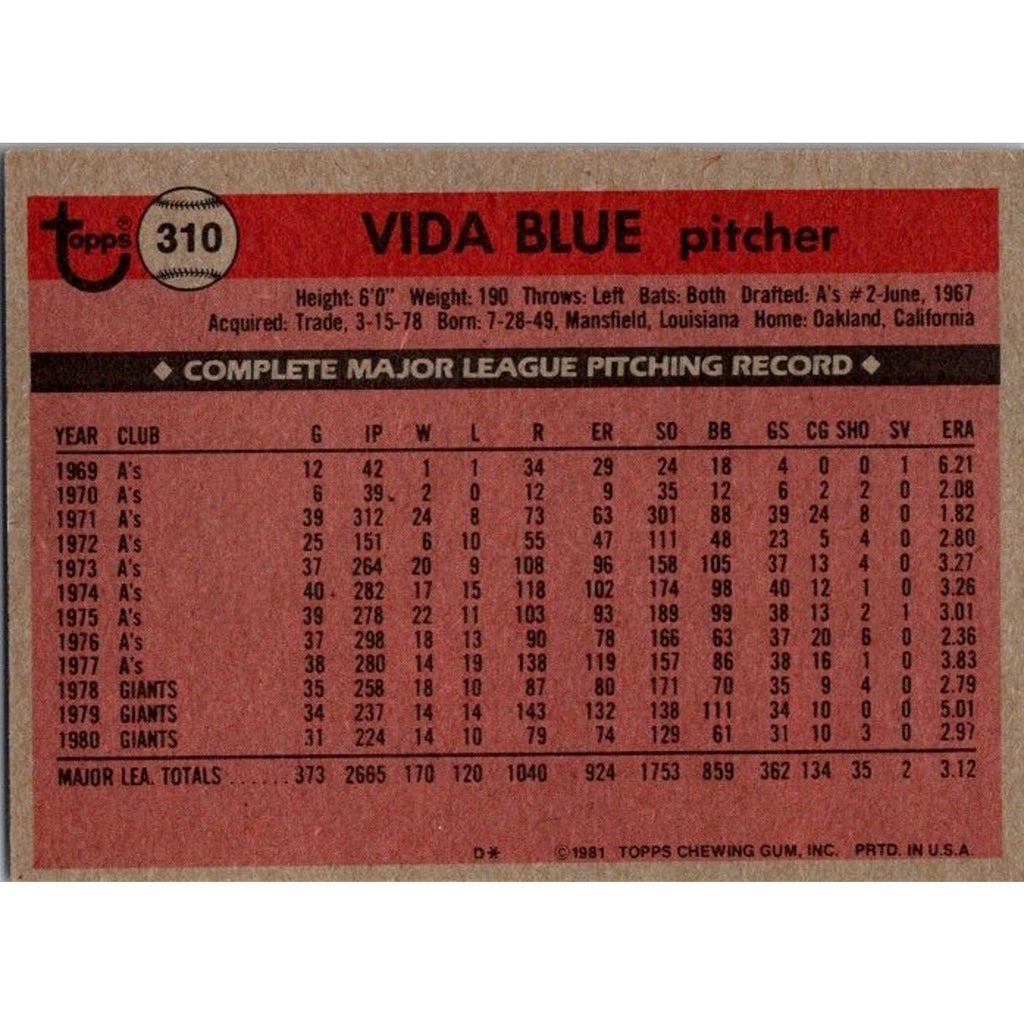 topps® 310 VIDA BLUE pitcher
Height: 6'0" Weight: 190 Throws: Left Bats: Both Drafted: A's #2-June, 1967
Acquired: Trade, 3-15-78 Born: 7-28-49, Mansfield, Louisiana Home: Oakland, California
◆ COMPLETE MAJOR LEAGUE PITCHING RECORD ◆
YEAR CLUB G IP W L R ER SO BB GS CG SHO SV ERA
1969 A's 12 42 1 1 34 29 24 18 4 0 0 1 6.21
1970 A's 6 39 2 0 12 9 35 12 6 2 2 0 2.08
1971 A's 39 312 24 8 73 63 301 88 39 24 8 0 1.82
1972 A's 25 151 6 10 55 47 111 48 23 5 4 0 2.80
1973 A's 37 264 20 9 108 96 158 105 37 13 4 0 3.27
1974 A's 40 282 17 15 118 102 174 98 40 12 1 0 3.26
1975 A's 39 278 22 11 103 93 189 99 38 13 2 1 3.01
1976 A's 37 298 18 13 90 78 166 63 37 20 6 0 2.36
1977 A's 38 280 14 19 138 119 157 86 38 16 1 0 3.83
1978 GIANTS 35 258 18 10 87 80 171 70 35 9 4 0 2.79
1979 GIANTS 34 237 14 14 143 132 138 111 34 10 0 0 5.01
1980 GIANTS 31 224 14 10 79 74 129 61 31 10 3 0 2.97
MAJOR LEA. TOTALS ...... 373 2665 170 120 1040 924 1753 859 362 134 35 2 3.12
D* ©1981 TOPPS CHEWING GUM, INC. PRTD. IN U.S.A.